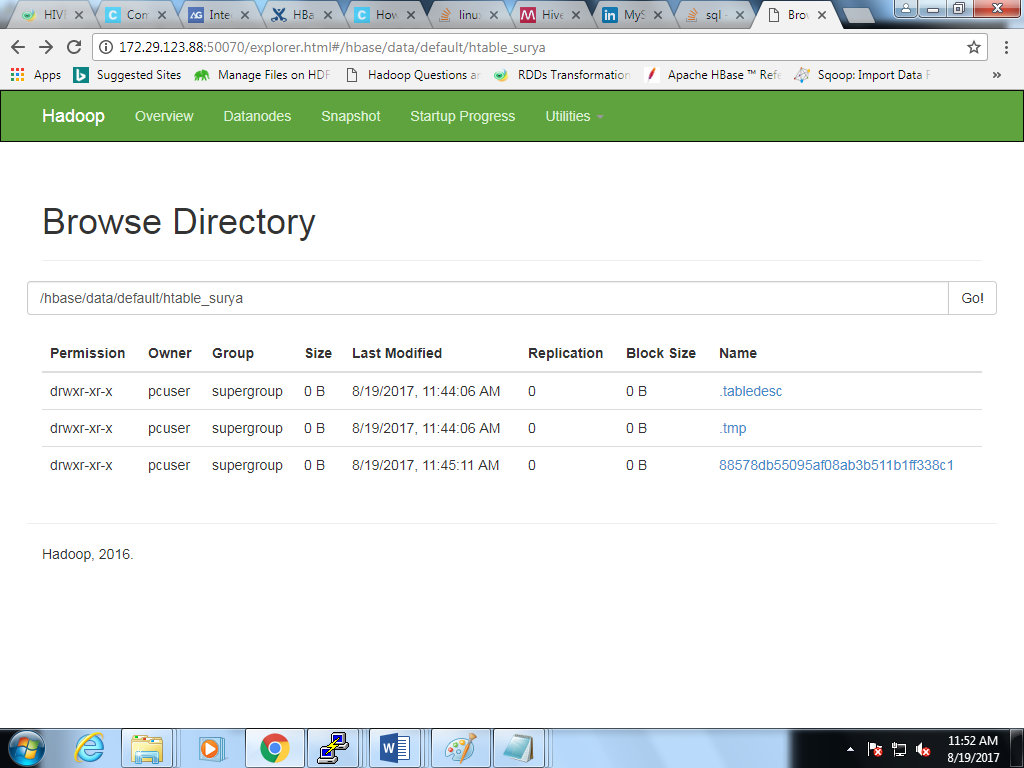 HIVE Con Inte HBa How linux Hive MyS sql - Brow
172.29.123.88:50070/explorer.html#/hbase/data/default/htable_surya
Apps Suggested Sites Manage Files on HDF Hadoop Questions an RDDs Transformation Apache HBase ™ Refe Sqoop: Import Data F »
Hadoop Overview Datanodes Snapshot Startup Progress Utilities
Browse Directory
/hbase/data/default/htable_surya Go!
Permission Owner Group Size Last Modified Replication Block Size Name
drwxr-xr-x pcuser supergroup 0 B 8/19/2017, 11:44:06 AM 0 0 B .tabledesc
drwxr-xr-x pcuser supergroup 0 B 8/19/2017, 11:44:06 AM 0 0 B .tmp
drwxr-xr-x pcuser supergroup 0 B 8/19/2017, 11:45:11 AM 0 0 B 88578db55095af08ab3b511b1ff338c1
Hadoop, 2016.
11:52 AM
8/19/2017